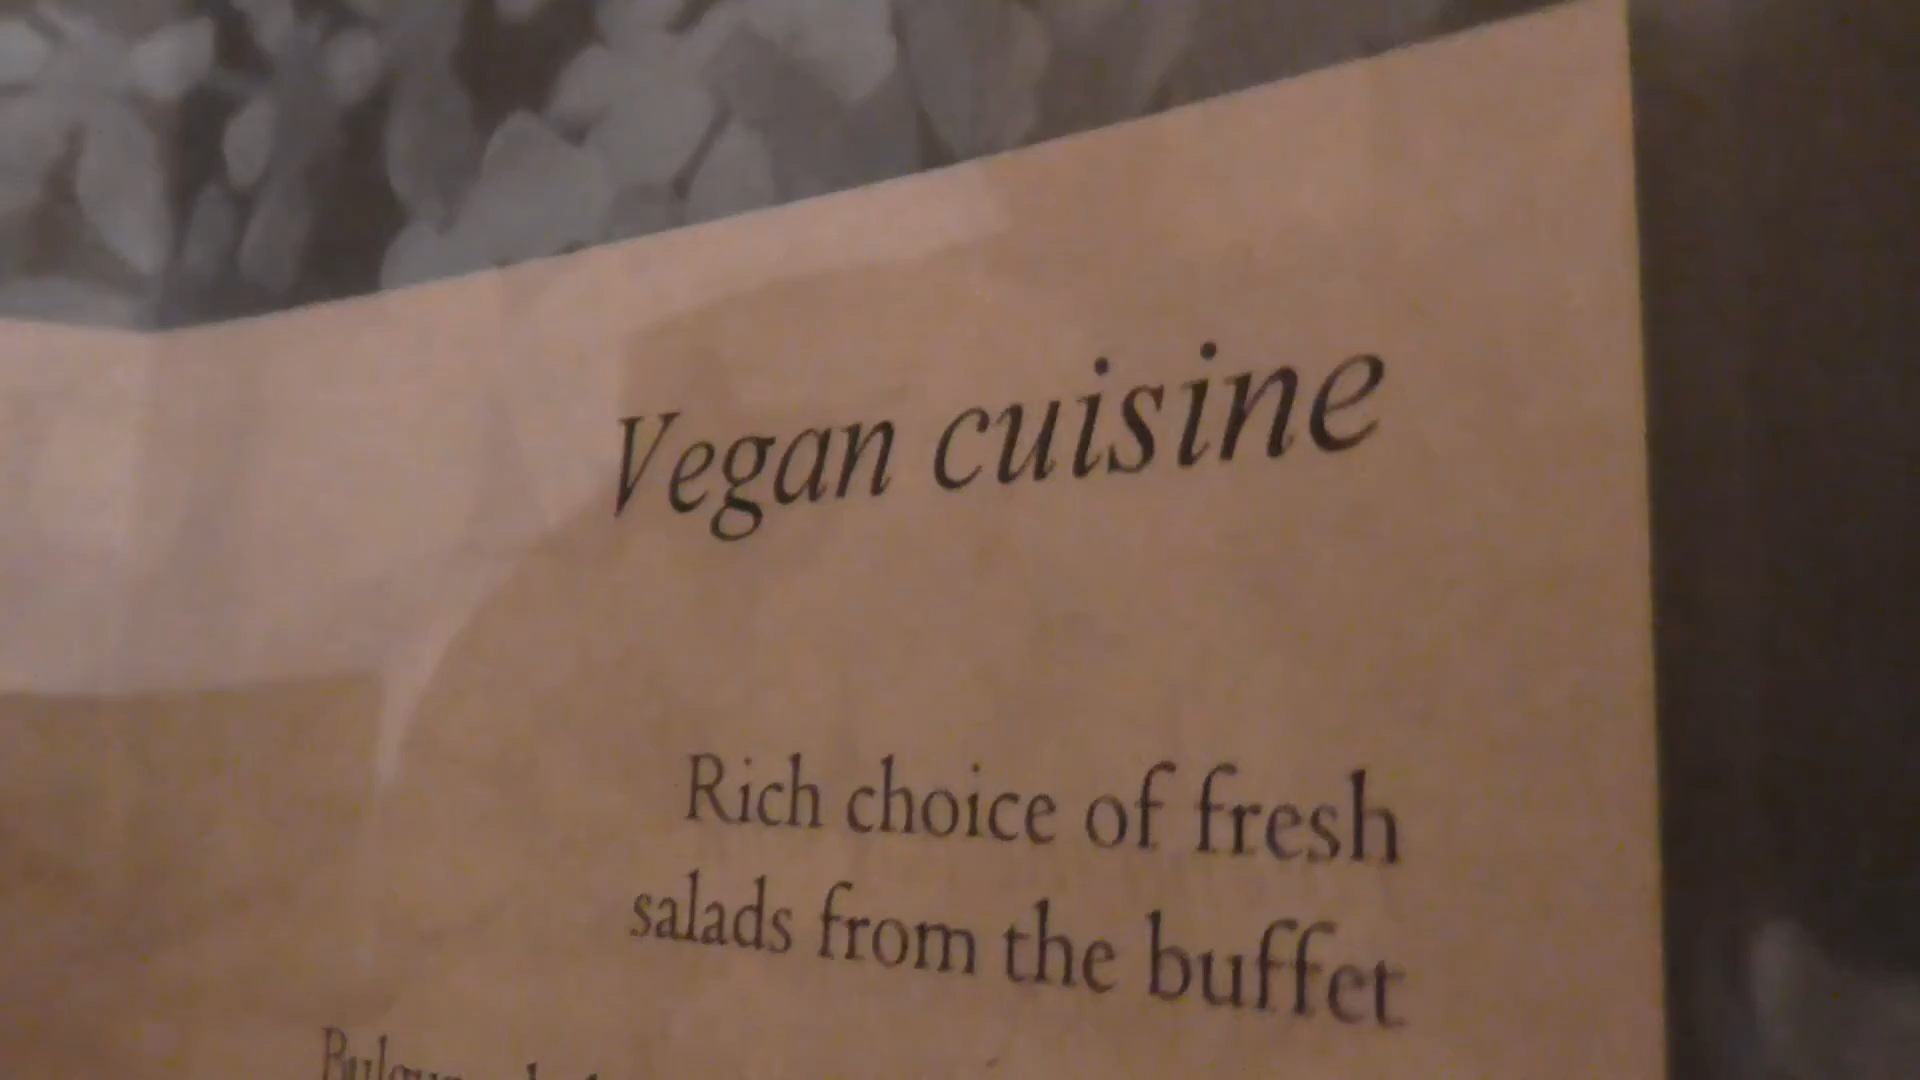 Vegan cuisine
Rich choice of fresh
salads from the buffet